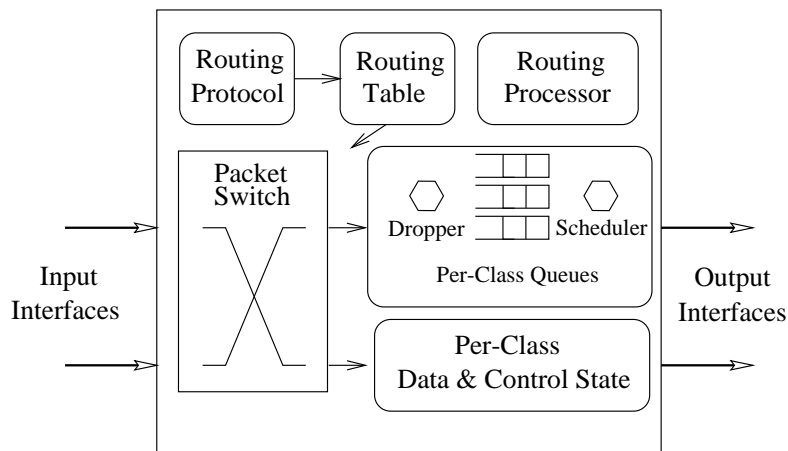 Routing
Protocol
Routing
Table
Routing
Processor
Packet
Switch
Dropper
Scheduler
Per-Class Queues
Input
Interfaces
Output
Interfaces
Per-Class
Data & Control State